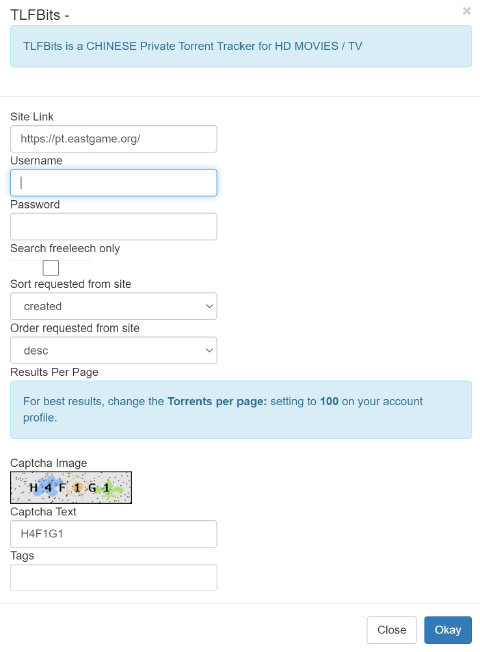 TLFBits -
×
TLFBits is a CHINESE Private Torrent Tracker for HD MOVIES / TV
Site Link
https://pt.eastgame.org/
Username
Password
Search freeleech only
Sort requested from site
created
Order requested from site
desc
Results Per Page
For best results, change the Torrents per page: setting to 100 on your account
profile.
Captcha Image
H4F1G1
Captcha Text
H4F1G1
Tags
Close Okay